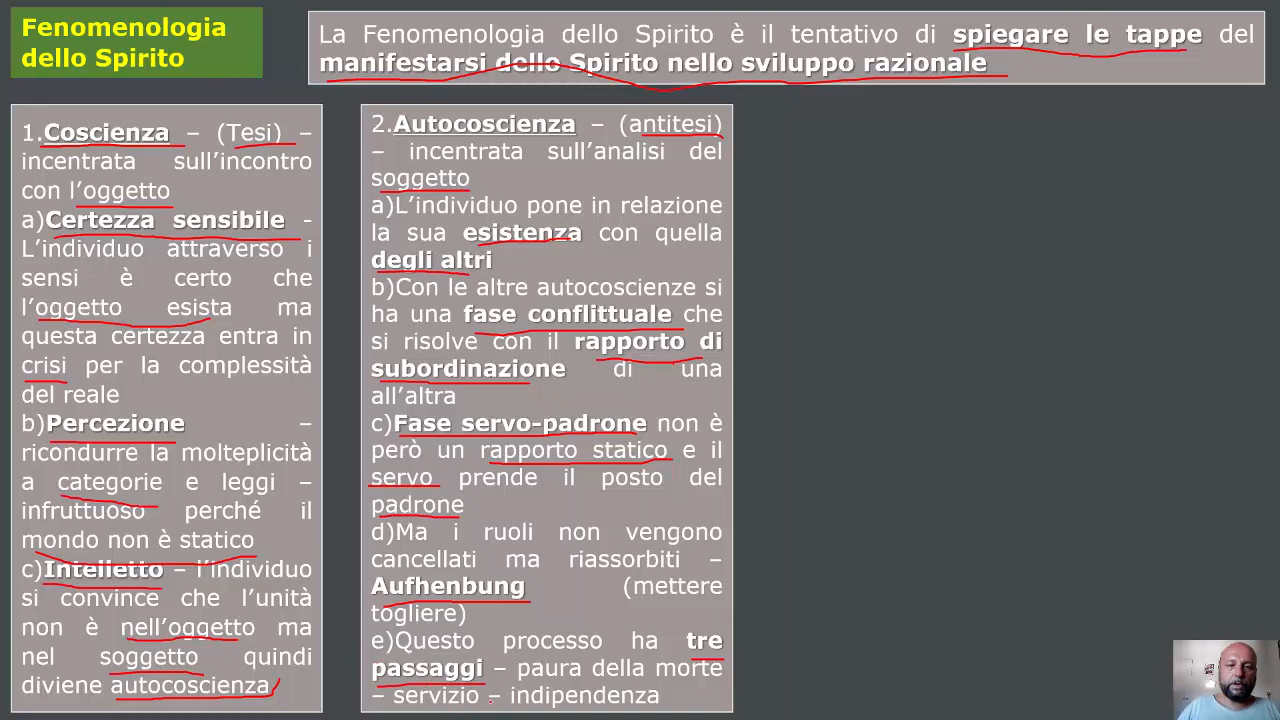 Fenomenologia
dello Spirito
La Fenomenologia dello Spirito è il tentativo di spiegare le tappe del
manifestarsi dello Spirito nello sviluppo razionale
1.Coscienza – (Tesi) –
incentrata sull'incontro
con l'oggetto
a)Certezza sensibile -
L'individuo attraverso i
sensi è certo che
l'oggetto esista ma
questa certezza entra in
crisi per la complessità
del reale
b)Percezione –
ricondurre la molteplicità
a categorie e leggi –
infruttuoso perché il
mondo non è statico
c)Intelletto – l'individuo
si convince che l'unità
non è nell'oggetto ma
nel soggetto quindi
diviene autocoscienza
2.Autocoscienza – (antitesi)
– incentrata sull'analisi del
soggetto
a)L'individuo pone in relazione
la sua esistenza con quella
degli altri
b)Con le altre autocoscienze si
ha una fase conflittuale che
si risolve con il rapporto di
subordinazione di una
all'altra
c)Fase servo-padrone non è
però un rapporto statico e il
servo prende il posto del
padrone
d)Ma i ruoli non vengono
cancellati ma riassorbiti –
Aufhenbung (mettere
togliere)
e)Questo processo ha tre
passaggi – paura della morte
– servizio – indipendenza